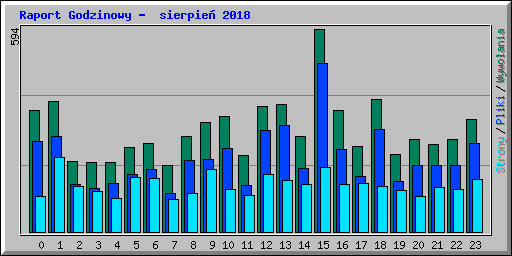 Raport Godzinowy - sierpień 2018
594
Strony / Pliki / Wywołania
0 1 2 3 4 5 6 7 8 9 10 11 12 13 14 15 16 17 18 19 20 21 22 23